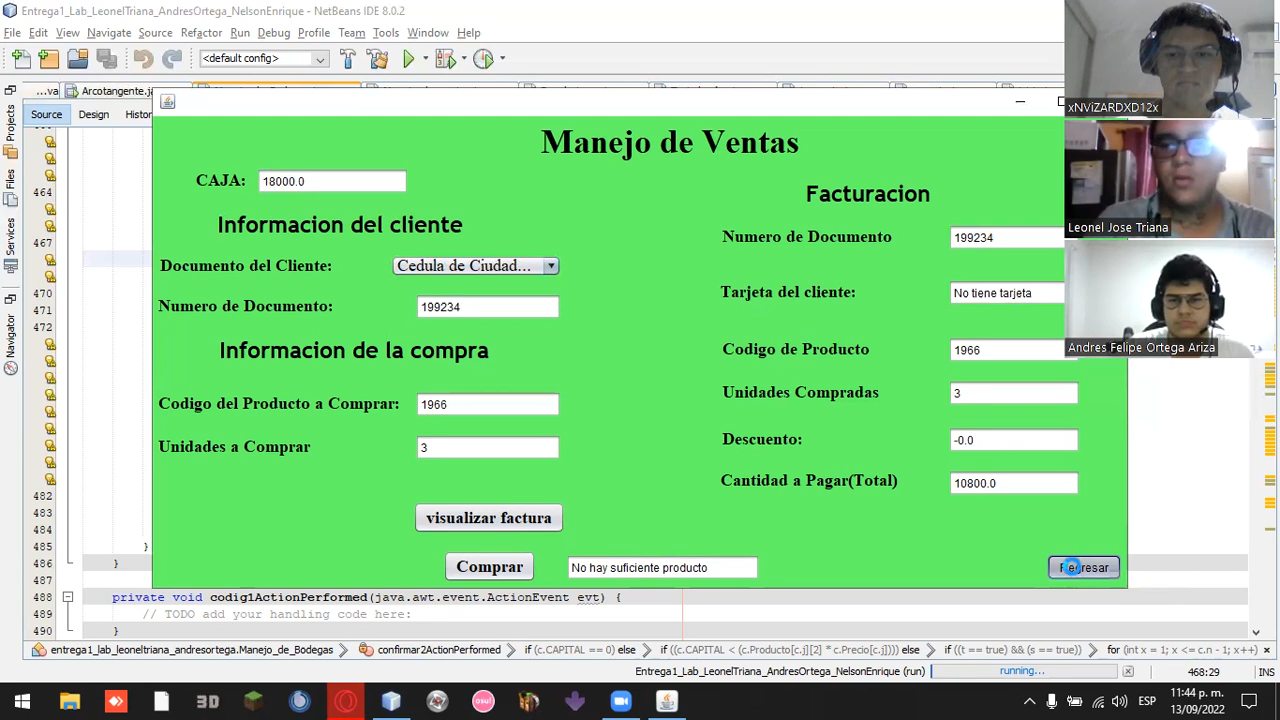 Entrega1_Lab_LeonelTriana_AndresOrtega_NelsonEnrique - NetBeans IDE 8.0.2
File Edit View Navigate Source Refactor Run Debug Profile Team Tools Window Help
<default config>
...va Arcotangente.j
Source Design Histor
Projects
Files
Services
Navigator
464
467
470
471
472
482
483
484
485 }
486 }
487
488 private void codig1ActionPerformed(java.awt.event.ActionEvent evt) {
// TODO add your handling code here:
490 }
Manejo de Ventas
CAJA: 18000.0
Informacion del cliente
Documento del Cliente: Cedula de Ciudad...
Numero de Documento: 199234
Informacion de la compra
Codigo del Producto a Comprar: 1966
Unidades a Comprar 3
visualizar factura
Comprar No hay suficiente producto
Facturacion
Numero de Documento 199234
Tarjeta del cliente: No tiene tarjeta
Codigo de Producto 1966
Unidades Compradas 3
Descuento: -0.0
Cantidad a Pagar(Total) 10800.0
Regresar
xNViZARDXD12x
Leonel Jose Triana
Andres Felipe Ortega Ariza
entrega1_lab_leoneltriana_andresortega.Manejo_de_Bodegas confirmar2ActionPerformed if (c.CAPITAL == 0) else if ((c.CAPITAL < (c.Producto[c.j][2] * c.Precio[c.j]))) else if ((t == true) && (s == true)) for (int x = 1; x <= c.n - 1; x++)
Entrega1_Lab_LeonelTriana_AndresOrtega_NelsonEnrique (run) running... 468:29 INS
3D osu! ESP 11:44 p. m.
13/09/2022